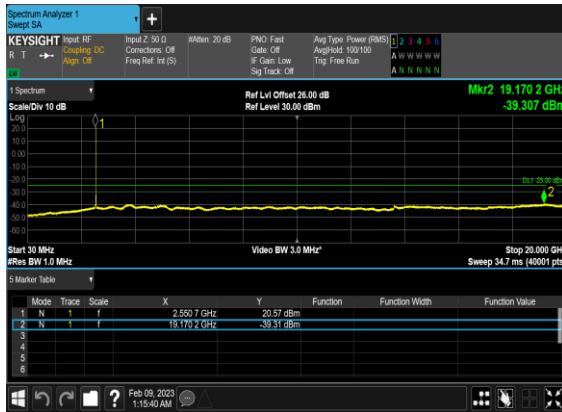 Spectrum Analyzer 1
Swept SA
KEYSIGHT
R T
Input: RF
Coupling: DC
Align: Off
Input Z: 50 Ω
Corrections: Off
Freq Ref: Int (S)
#Atten: 20 dB
PNO: Fast
Gate: Off
IF Gain: Low
Sig Track: Off
Avg Type: Power (RMS)
Avg|Hold: 100/100
Trig: Free Run
1 2 3 4 5 6
A W W W W W
A N N N N N
1 Spectrum
Scale/Div 10 dB
Ref Lvl Offset 26.00 dB
Ref Level 30.00 dBm
Mkr2 19.170 2 GHz
-39.307 dBm
Log
20.0
10.0
0.00
-10.0
-20.0
-30.0
-40.0
-50.0
-60.0
1
DL1 -25.00 dBm
2
Start 30 MHz
#Res BW 1.0 MHz
Video BW 3.0 MHz*
Stop 20.000 GH
Sweep 34.7 ms (40001 pts
5 Marker Table
Mode Trace Scale X Y Function Function Width Function Value
1 N 1 f 2.550 7 GHz 20.57 dBm
2 N 1 f 19.170 2 GHz -39.31 dBm
3
4
5
6
?
Feb 09, 2023
1:15:40 AM